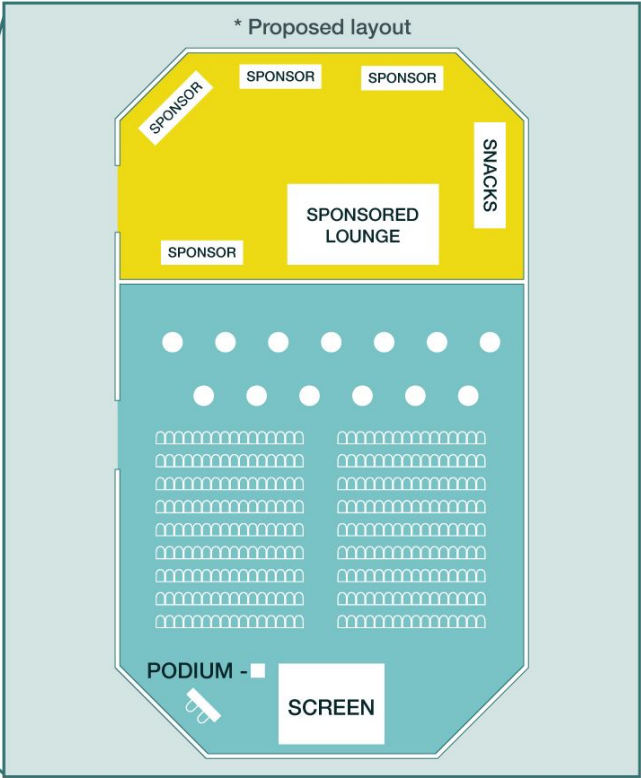 * Proposed layout
SPONSOR
SPONSOR
SPONSOR
SNACKS
SPONSORED
LOUNGE
SPONSOR
PODIUM -
SCREEN